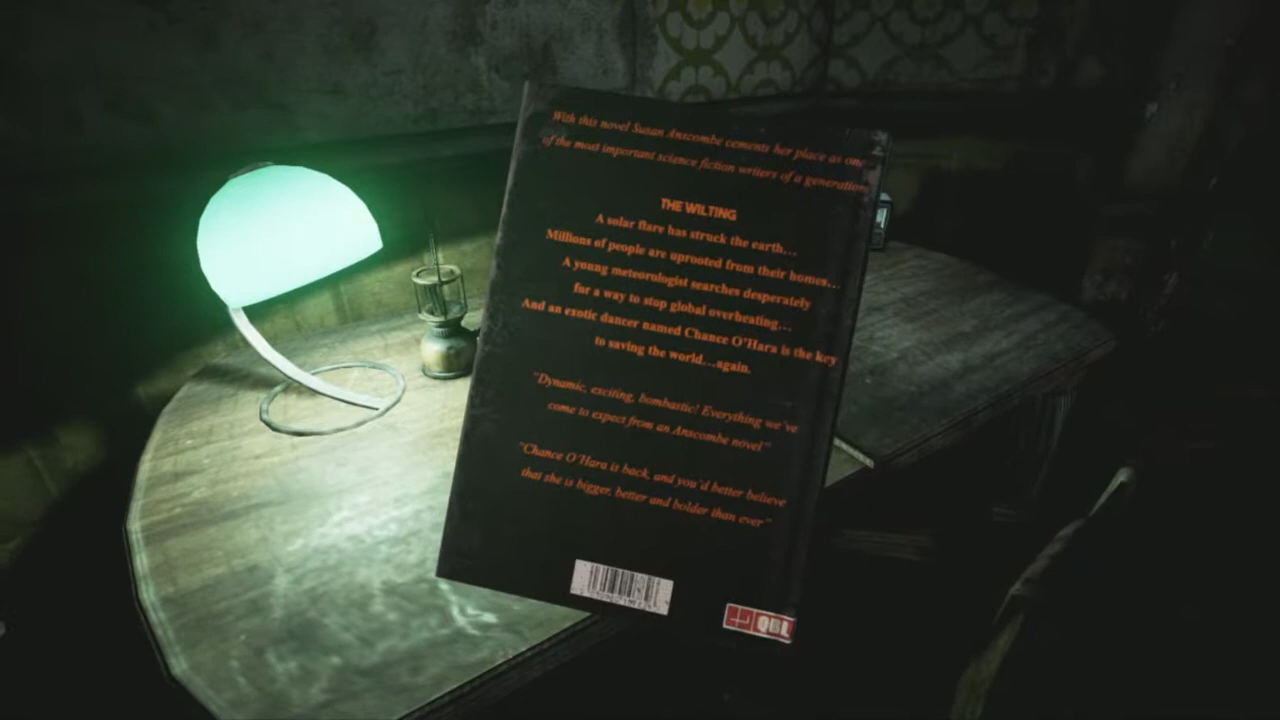 With this novel Susan Anscombe cements her place as one
of the most important science fiction writers of a generation
THE WILTING
A solar flare has struck the earth...
Millions of people are uprooted from their homes...
A young meteorologist searches desperately
for a way to stop global overheating...
And an exotic dancer named Chance O'Hara is the key
to saving the world...again.
"Dynamic, exciting, bombastic! Everything we've
come to expect from an Anscombe novel"
"Chance O'Hara is back, and you'd better believe
that she is bigger, better and bolder than ever"
QBL